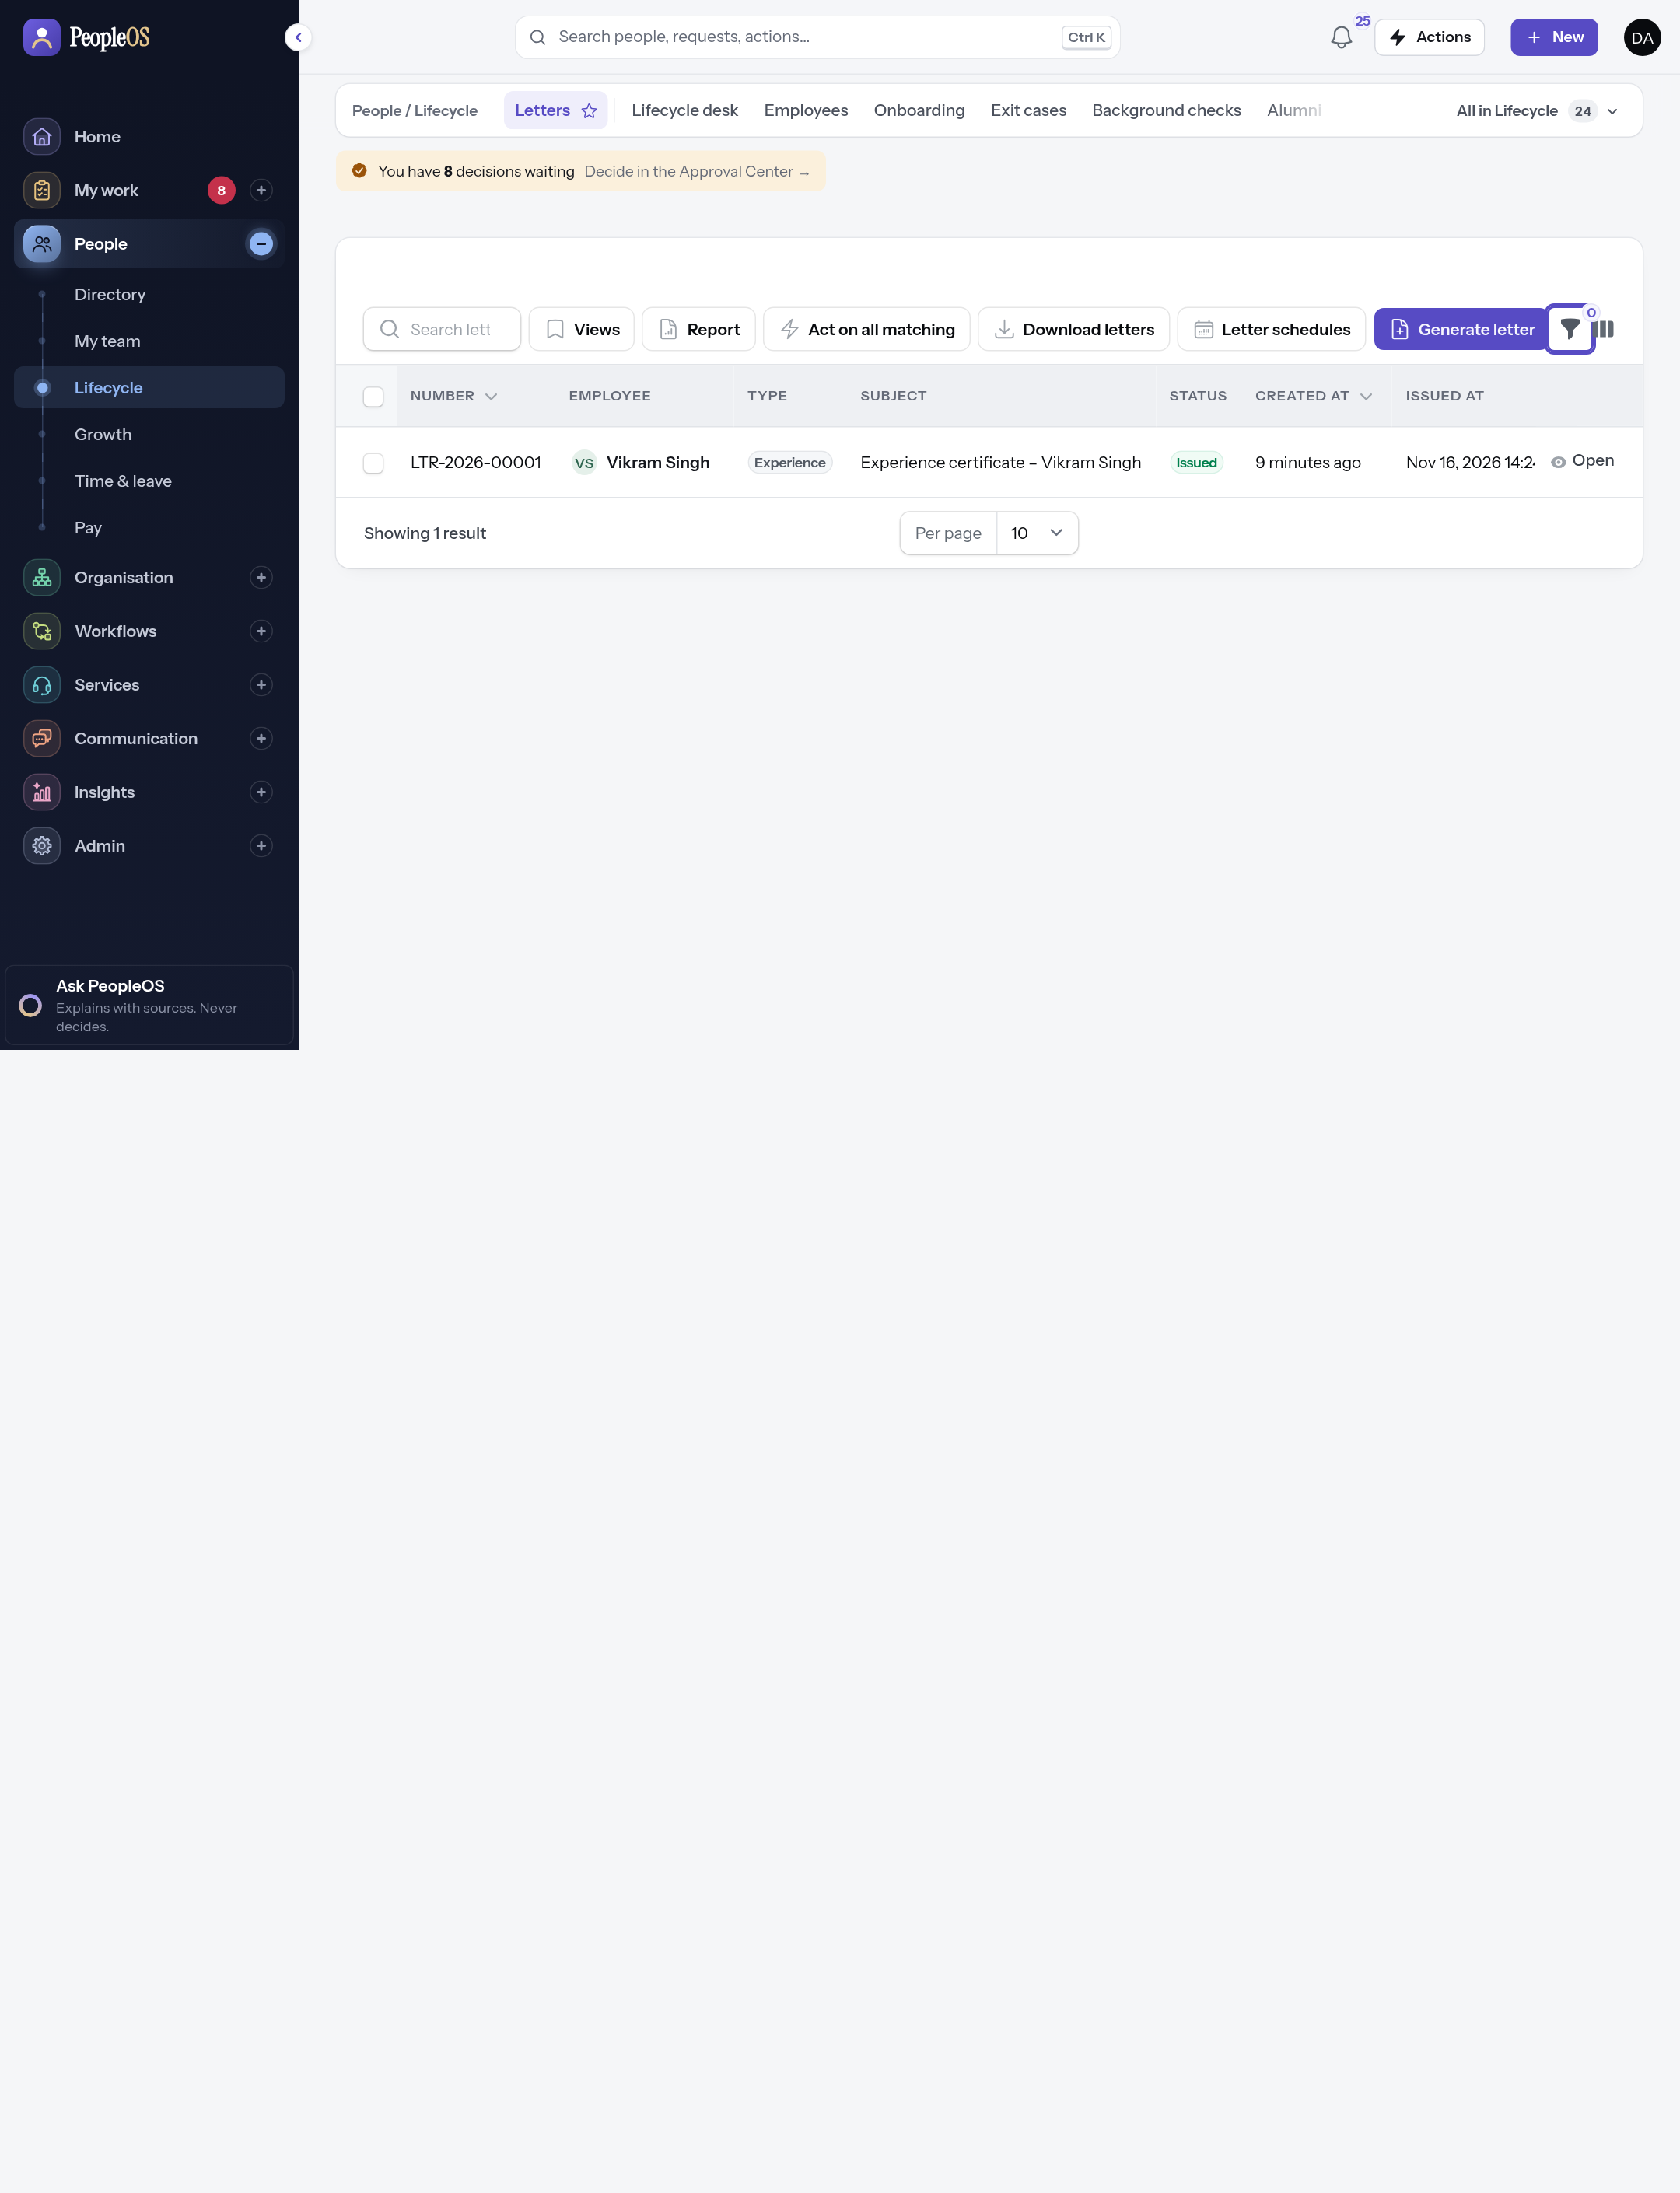 PeopleOS
Search people, requests, actions...
Ctrl K
25
Actions
New
DA
Home
My work
8
People
Directory
My team
Lifecycle
Growth
Time & leave
Pay
Organisation
Workflows
Services
Communication
Insights
Admin
Ask PeopleOS
Explains with sources. Never
decides.
People / Lifecycle
Letters
Lifecycle desk
Employees
Onboarding
Exit cases
Background checks
Alumni
All in Lifecycle
24
You have 8 decisions waiting Decide in the Approval Center →
Search lett
Views
Report
Act on all matching
Download letters
Letter schedules
Generate letter
0
NUMBER
EMPLOYEE
TYPE
SUBJECT
STATUS
CREATED AT
ISSUED AT
LTR-2026-00001
VS
Vikram Singh
Experience
Experience certificate – Vikram Singh
Issued
9 minutes ago
Nov 16, 2026 14:2
Open
Showing 1 result
Per page
10